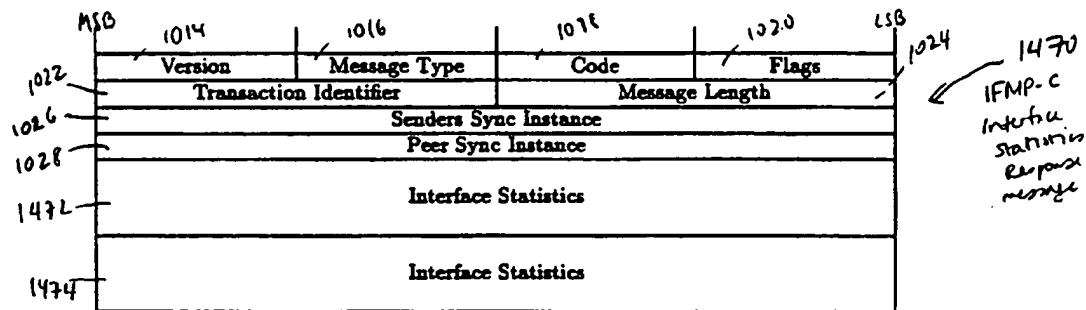 MSB 1014 1016 1018 1020 LSB
1024
Version Message Type Code Flags
1022 Transaction Identifier Message Length
1026 Senders Sync Instance
1028 Peer Sync Instance
1472 Interface Statistics
1474 Interface Statistics
1470
IFMP-C
Interface
Statistics
Response
message